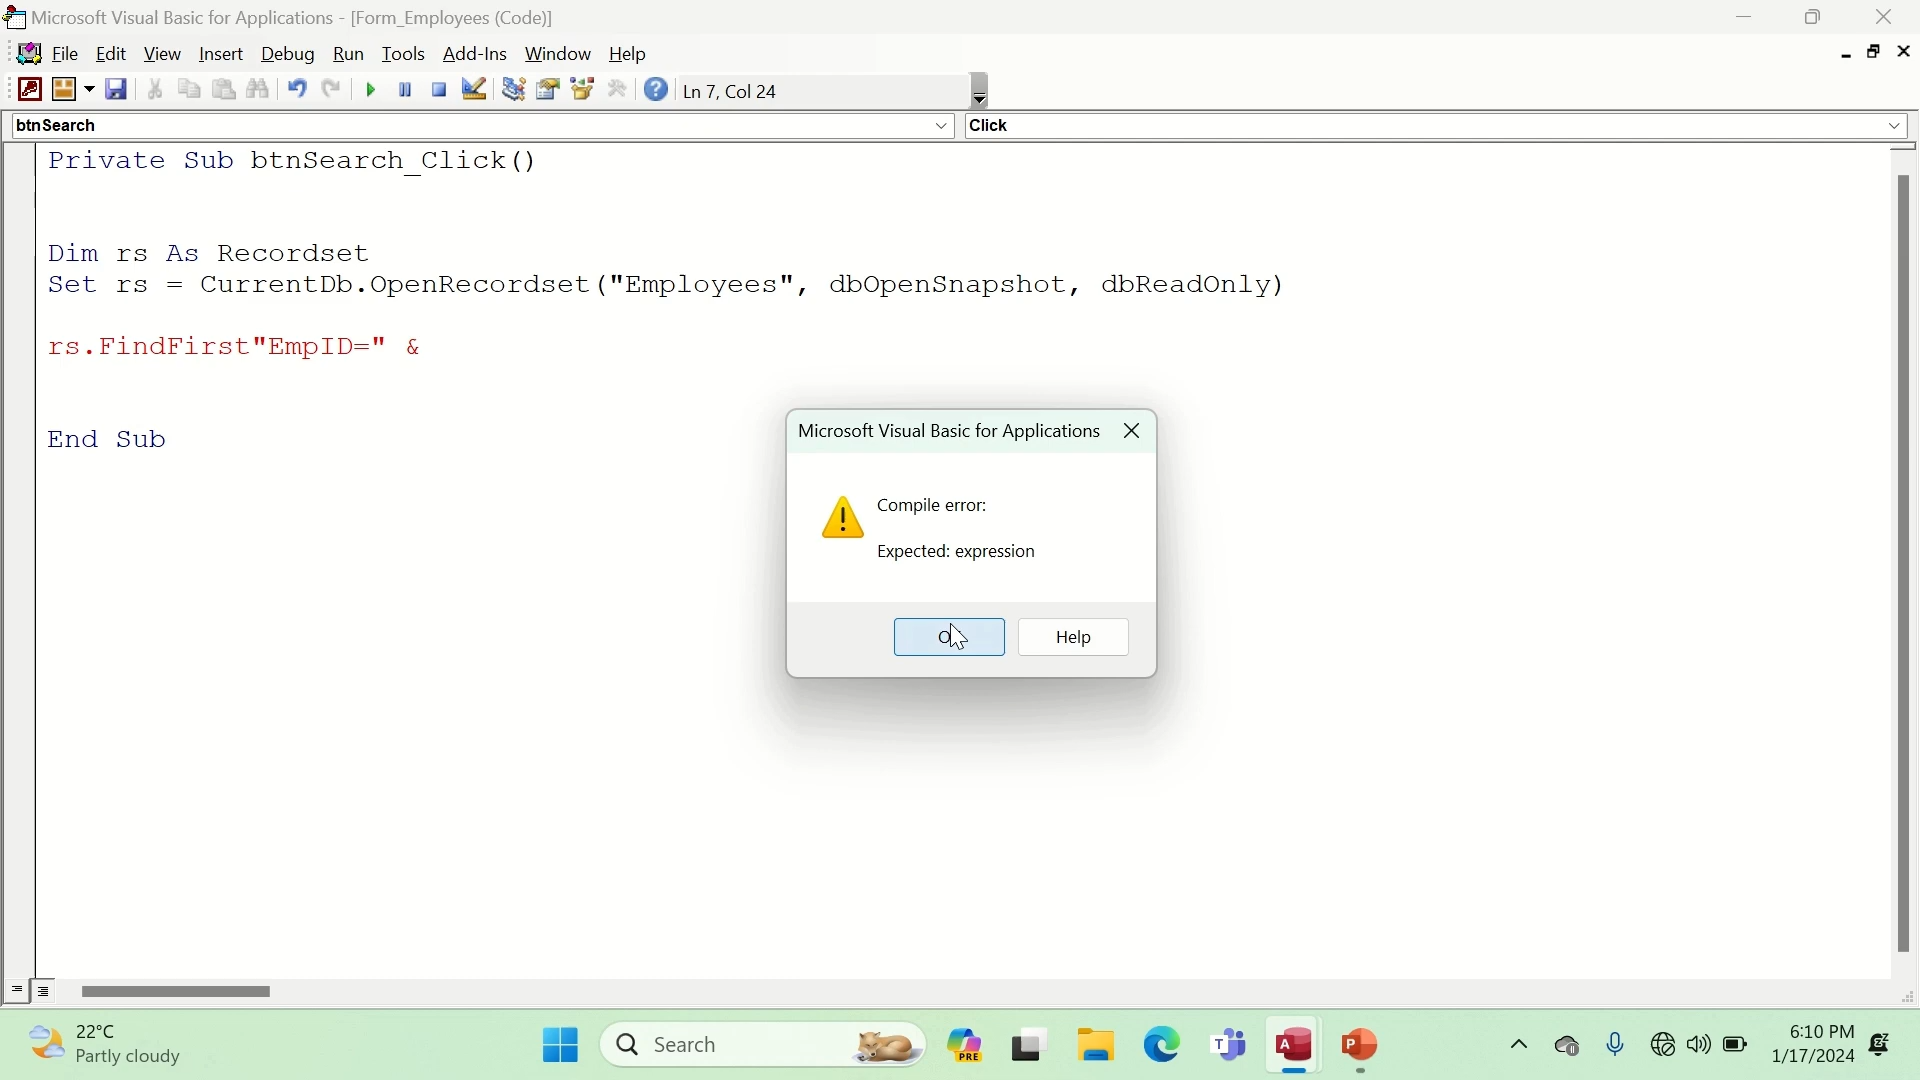 Microsoft Visual Basic for Applications - [Form_Employees (Code)]
File Edit View Insert Debug Run Tools Add-Ins Window Help
Ln 7, Col 24
btnSearch Click
Private Sub btnSearch_Click()
Dim rs As Recordset
Set rs = CurrentDb.OpenRecordset("Employees", dbOpenSnapshot, dbReadOnly)
rs.FindFirst"EmpID=" &
End Sub
Microsoft Visual Basic for Applications
Compile error:
Expected: expression
Help
22°C
Partly cloudy
Search
PRE
T
A
P
6:10 PM
1/17/2024